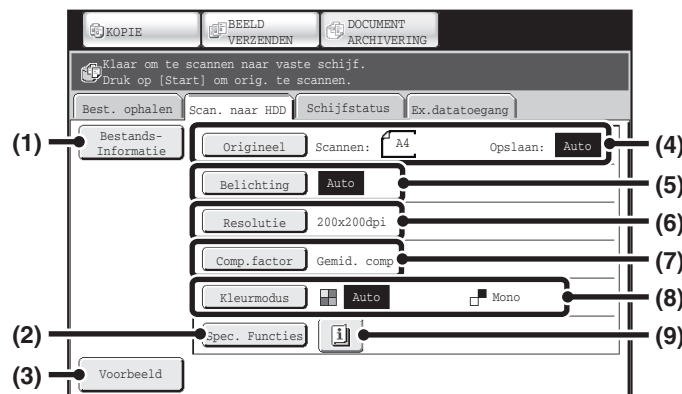 KOPIE
BEELD
VERZENDEN
DOCUMENT
ARCHIVERING
Klaar om te scannen naar vaste schijf.
Druk op [Start] om orig. te scannen.
Best. ophalen Scan. naar HDD Schijfstatus Ex.datatoegang
(1) Bestands-
Informatie
Origineel Scannen: A4 Opslaan: Auto (4)
Belichting Auto (5)
Resolutie 200x200dpi (6)
Comp.factor Gemid. comp (7)
Kleurmodus Auto Mono (8)
(2) Spec. Functies (9)
(3) Voorbeeld